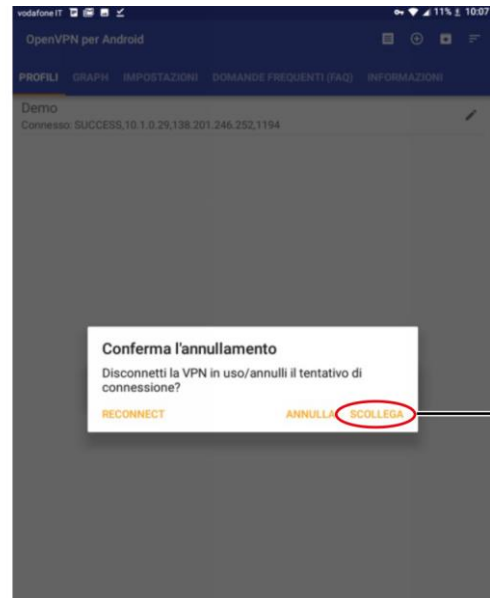 vodafone IT 11% 10:07
OpenVPN per Android
PROFILI GRAPH IMPOSTAZIONI DOMANDE FREQUENTI (FAQ) INFORMAZIONI
Demo
Connesso: SUCCESS,10.1.0.29,138.201.246.252,1194
Conferma l'annullamento
Disconnetti la VPN in uso/annulli il tentativo di
connessione?
RECONNECT ANNULLA SCOLLEGA